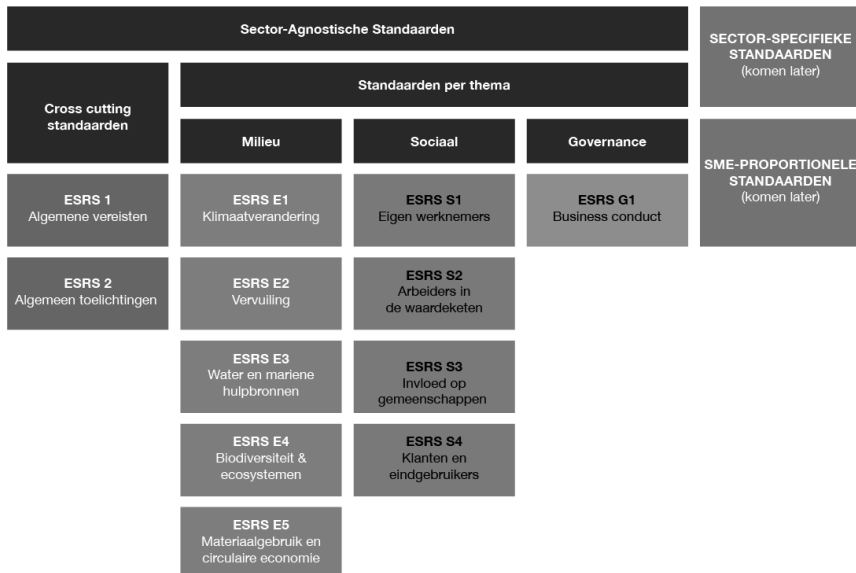 Sector-Agnostische Standaarden
SECTOR-SPECIFIEKE
STANDAARDEN
(komen later)
Cross cutting
standaarden
Standaarden per thema
Milieu
Sociaal
Governance
SME-PROPORTIONELE
STANDAARDEN
(komen later)
ESRS 1
Algemene vereisten
ESRS E1
Klimaatverandering
ESRS S1
Eigen werknemers
ESRS G1
Business conduct
ESRS 2
Algemeen toelichtingen
ESRS E2
Vervuiling
ESRS S2
Arbeiders in
de waardeketen
ESRS E3
Water en mariene
hulpbronnen
ESRS S3
Invloed op
gemeenschappen
ESRS E4
Biodiversiteit &
ecosystemen
ESRS S4
Klanten en
eindgebruikers
ESRS E5
Materiaalgebruik en
circulaire economie